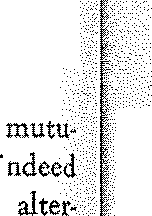 mutu-
ndeed
alter-